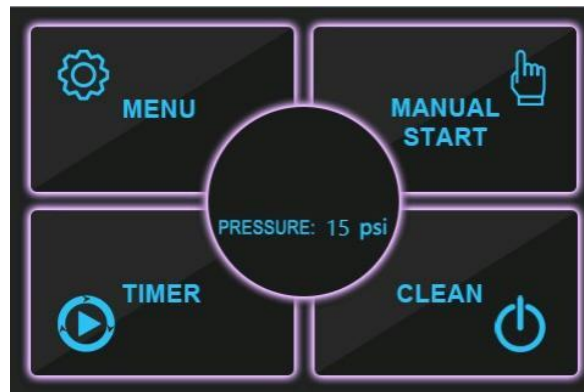 MENU
MANUAL
START
PRESSURE: 15 psi
TIMER
CLEAN